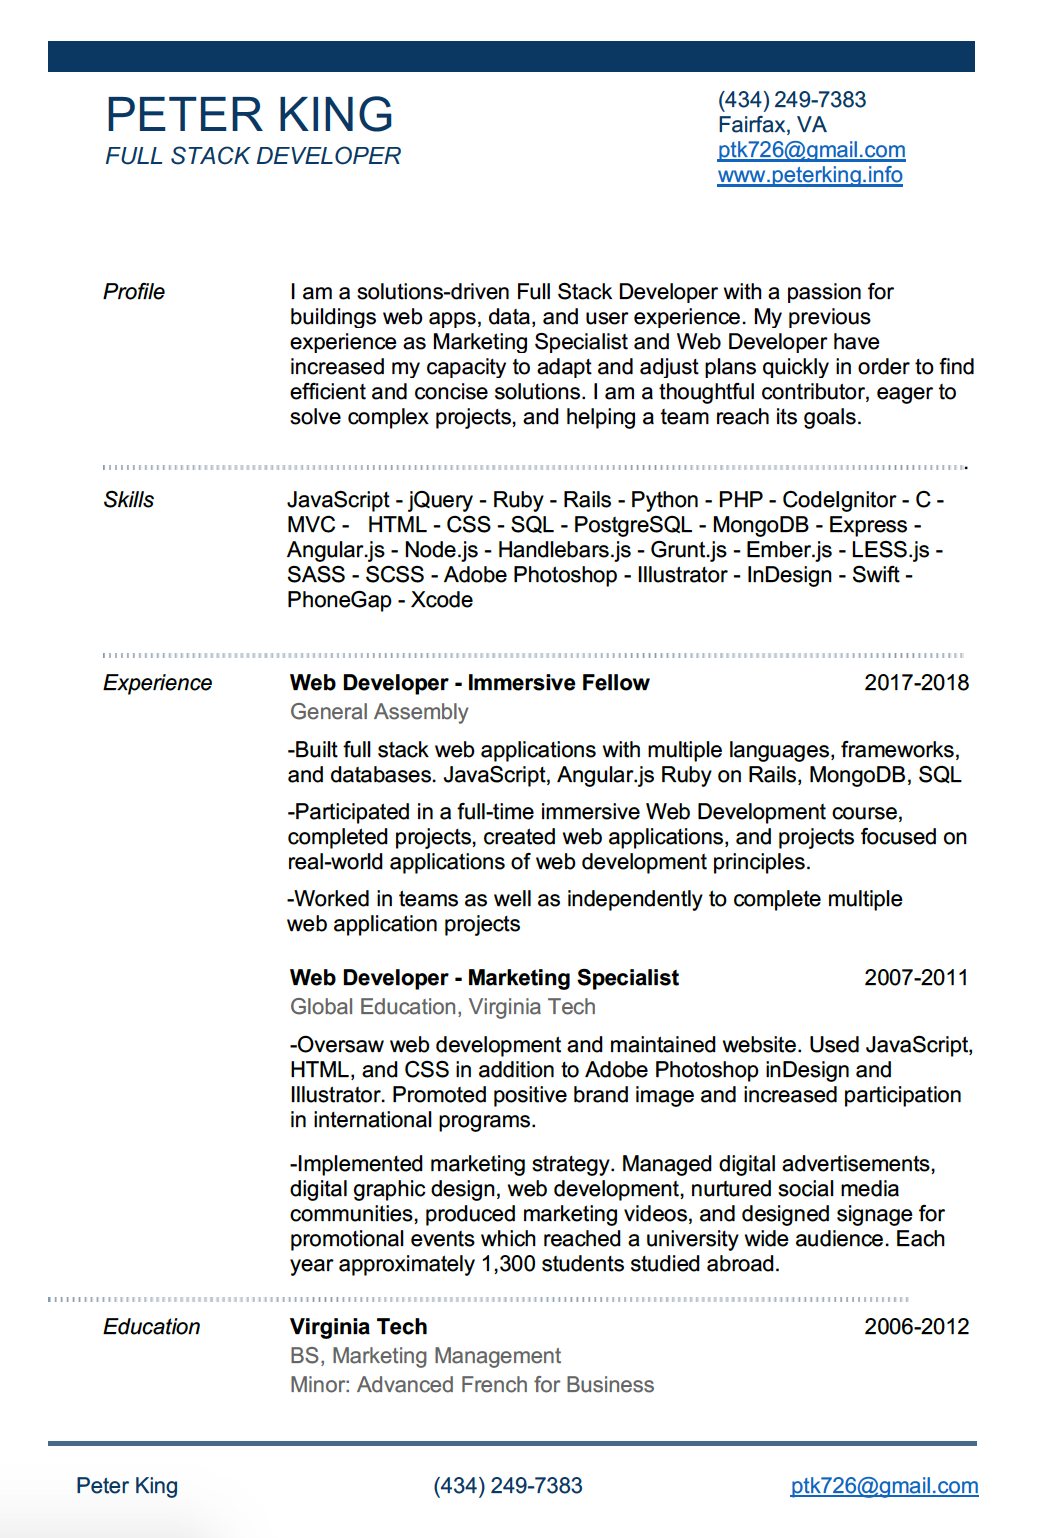 PETER KING
FULL STACK DEVELOPER
(434) 249-7383
Fairfax, VA
ptk726@gmail.com
www.peterking.info
Profile
I am a solutions-driven Full Stack Developer with a passion for
buildings web apps, data, and user experience. My previous
experience as Marketing Specialist and Web Developer have
increased my capacity to adapt and adjust plans quickly in order to find
efficient and concise solutions. I am a thoughtful contributor, eager to
solve complex projects, and helping a team reach its goals.
Skills
JavaScript - jQuery - Ruby - Rails - Python - PHP - CodeIgnitor - C -
MVC - HTML - CSS - SQL - PostgreSQL - MongoDB - Express -
Angular.js - Node.js - Handlebars.js - Grunt.js - Ember.js - LESS.js -
SASS - SCSS - Adobe Photoshop - Illustrator - InDesign - Swift -
PhoneGap - Xcode
Experience
Web Developer - Immersive Fellow 2017-2018
General Assembly
-Built full stack web applications with multiple languages, frameworks,
and databases. JavaScript, Angular.js Ruby on Rails, MongoDB, SQL
-Participated in a full-time immersive Web Development course,
completed projects, created web applications, and projects focused on
real-world applications of web development principles.
-Worked in teams as well as independently to complete multiple
web application projects
Web Developer - Marketing Specialist 2007-2011
Global Education, Virginia Tech
-Oversaw web development and maintained website. Used JavaScript,
HTML, and CSS in addition to Adobe Photoshop inDesign and
Illustrator. Promoted positive brand image and increased participation
in international programs.
-Implemented marketing strategy. Managed digital advertisements,
digital graphic design, web development, nurtured social media
communities, produced marketing videos, and designed signage for
promotional events which reached a university wide audience. Each
year approximately 1,300 students studied abroad.
Education
Virginia Tech 2006-2012
BS, Marketing Management
Minor: Advanced French for Business
Peter King (434) 249-7383 ptk726@gmail.com